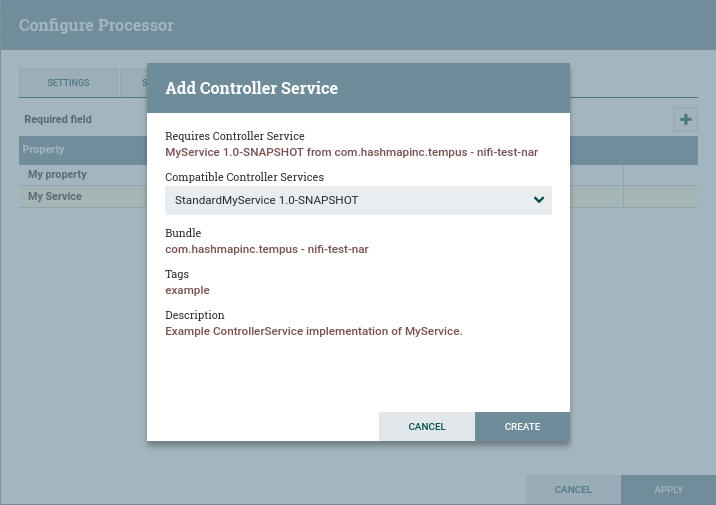 Configure Processor
SETTINGS
S
Required field
Property
My property
My Service
Add Controller Service
Requires Controller Service
MyService 1.0-SNAPSHOT from com.hashmapinc.tempus - nifi-test-nar
Compatible Controller Services
StandardMyService 1.0-SNAPSHOT
Bundle
com.hashmapinc.tempus - nifi-test-nar
Tags
example
Description
Example ControllerService implementation of MyService.
CANCEL CREATE
CANCEL APPLY